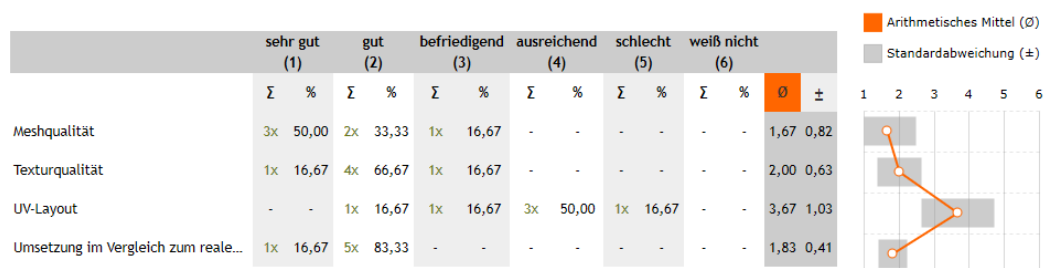 Arithmetisches Mittel (Ø)
Standardabweichung (±)
sehr gut (1) gut (2) befriedigend (3) ausreichend (4) schlecht (5) weiß nicht (6)
Σ % Σ % Σ % Σ % Σ % Σ % Ø ± 1 2 3 4 5 6
Meshqualität 3x 50,00 2x 33,33 1x 16,67 - - - - - - 1,67 0,82
Texturqualität 1x 16,67 4x 66,67 1x 16,67 - - - - - - 2,00 0,63
UV-Layout - - 1x 16,67 1x 16,67 3x 50,00 1x 16,67 - - 3,67 1,03
Umsetzung im Vergleich zum reale... 1x 16,67 5x 83,33 - - - - - - - - 1,83 0,41